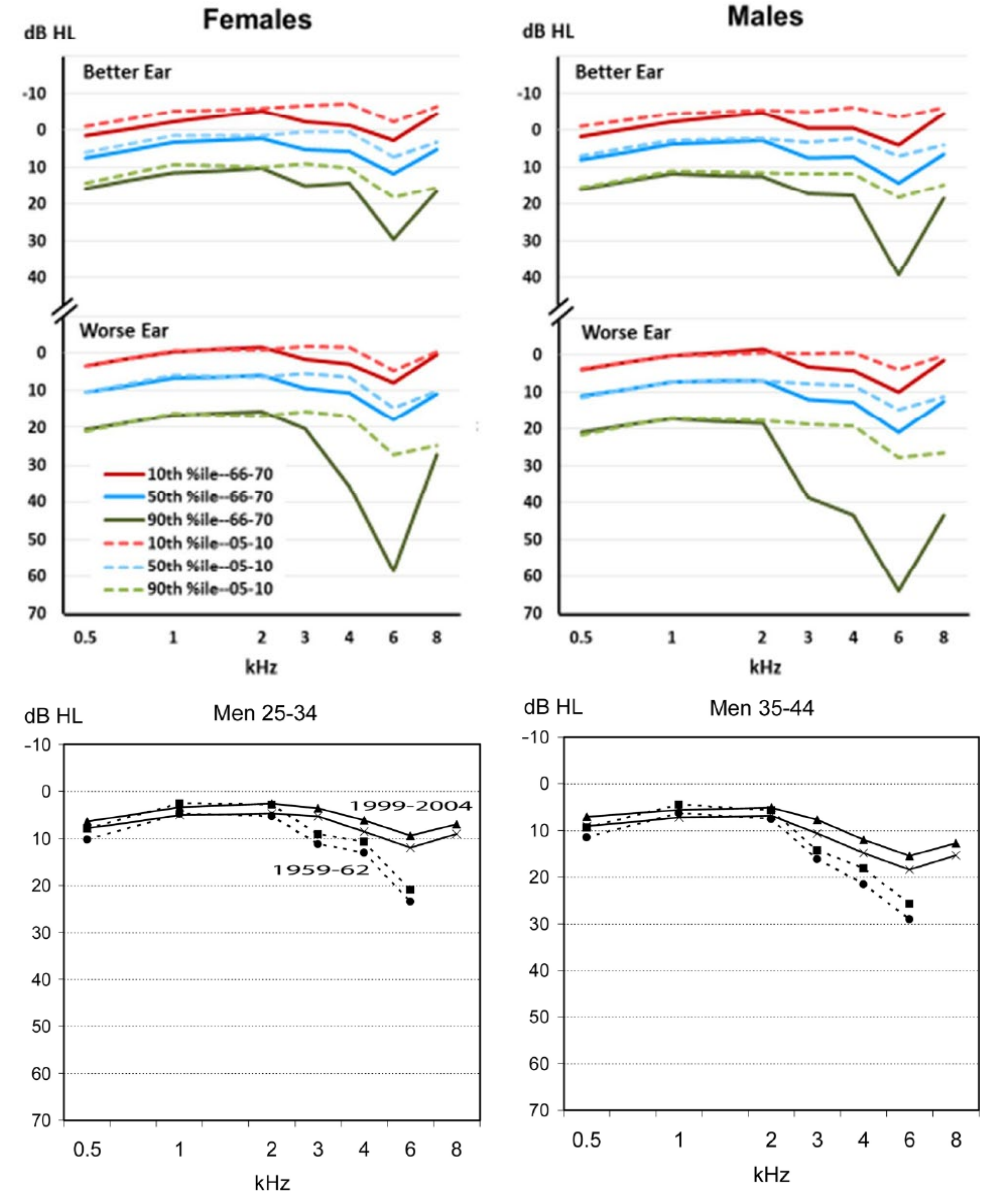 Females
dB HL
Better Ear
-10
0
10
20
30
40
Worse Ear
0
10
20
30
40
50
60
70
10th %ile--66-70
50th %ile--66-70
90th %ile--66-70
10th %ile--05-10
50th %ile--05-10
90th %ile--05-10
0.5 1 2 3 4 6 8
kHz
Males
dB HL
Better Ear
-10
0
10
20
30
40
Worse Ear
0
10
20
30
40
50
60
70
0.5 1 2 3 4 6 8
kHz
dB HL
Men 25-34
-10
0
10
20
30
40
50
60
70
1999-2004
1959-62
0.5 1 2 3 4 6 8
kHz
dB HL
Men 35-44
-10
0
10
20
30
40
50
60
70
0.5 1 2 3 4 6 8
kHz